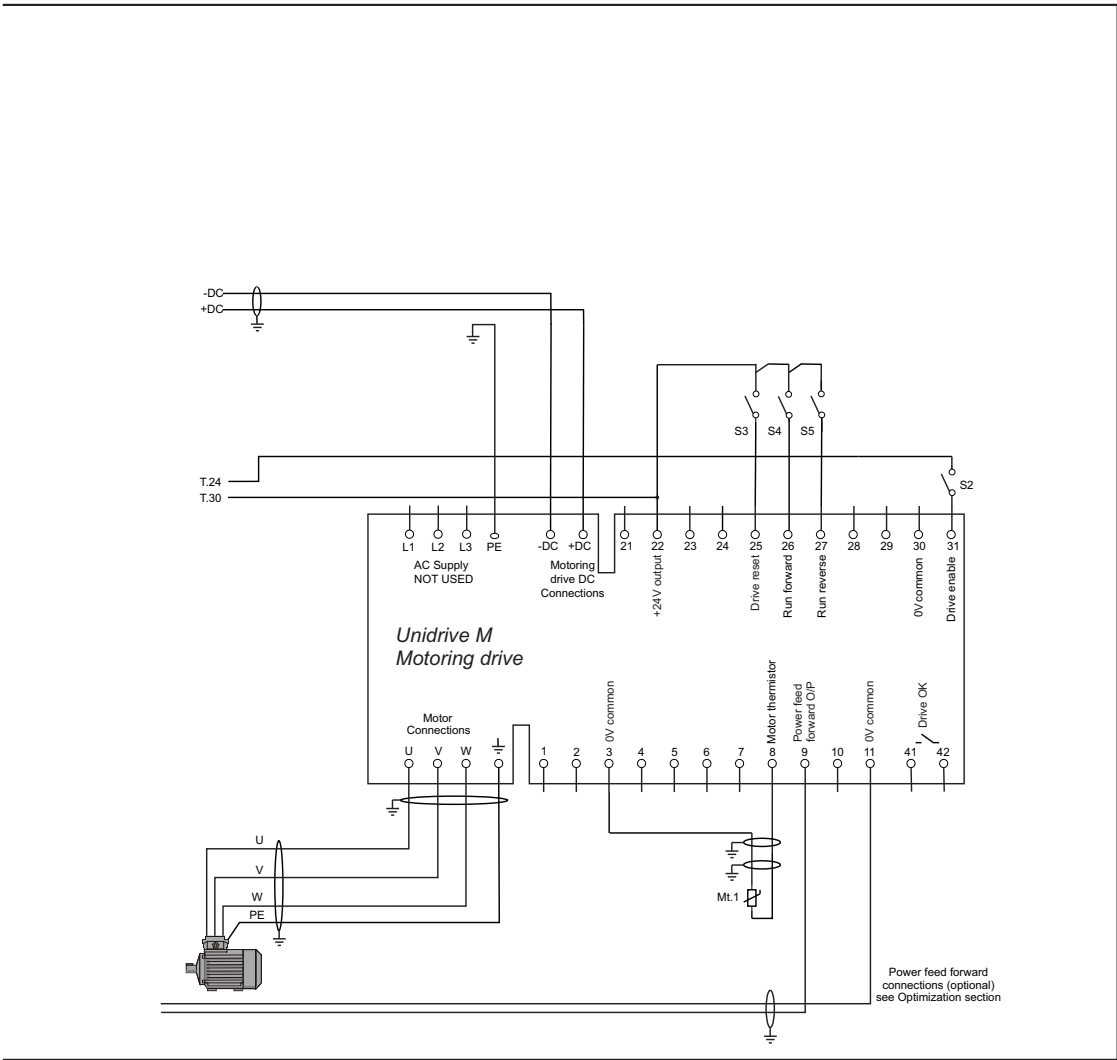 -DC
+DC
S3 S4 S5
T.24
T.30
S2
L1 L2 L3 PE -DC +DC 21 22 23 24 25 26 27 28 29 30 31
AC Supply
NOT USED
Motoring
drive DC
Connections
+24V output
Drive reset
Run forward
Run reverse
0V common
Drive enable
Unidrive M
Motoring drive
Motor
Connections
0V common
Motor thermistor
Power feed
forward O/P
0V common
Drive OK
U V W 1 2 3 4 5 6 7 8 9 10 11 41 42
U
V
W
PE
Mt.1
Power feed forward
connections (optional)
see Optimization section